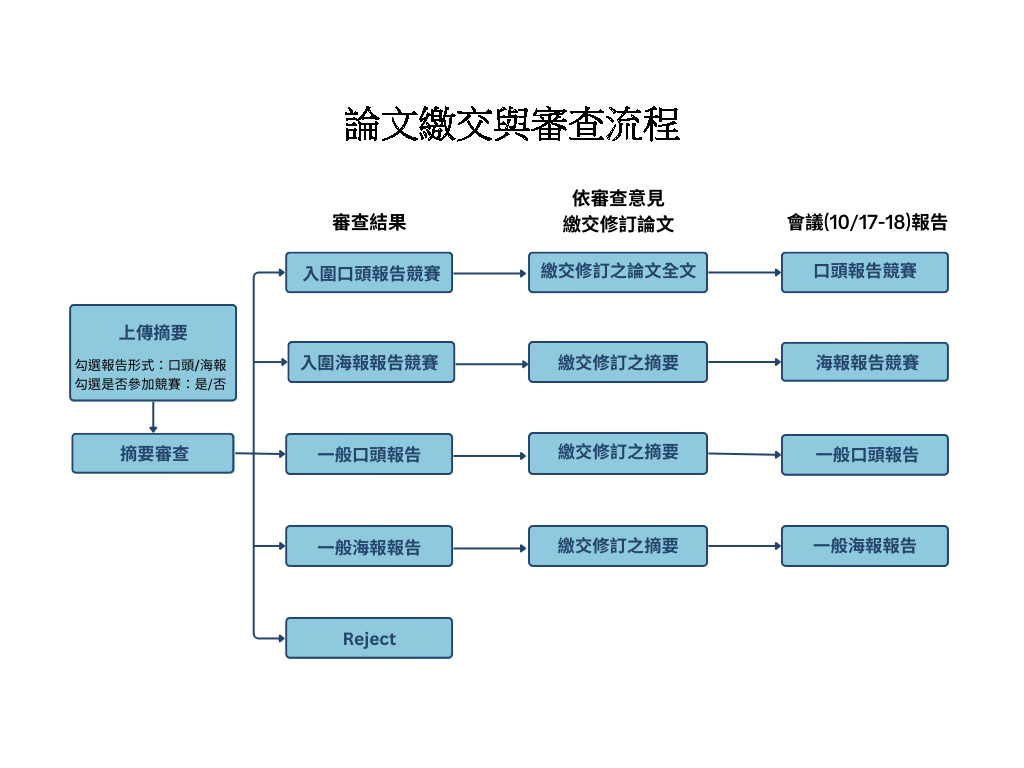 論文繳交與審查流程
審查結果
依審查意見
繳交修訂論文
會議(10/17-18)報告
上傳摘要
勾選報告形式：口頭/海報
勾選是否參加競賽：是/否
摘要審查
入圍口頭報告競賽
繳交修訂之論文全文
口頭報告競賽
入圍海報報告競賽
繳交修訂之摘要
海報報告競賽
一般口頭報告
繳交修訂之摘要
一般口頭報告
一般海報報告
繳交修訂之摘要
一般海報報告
Reject